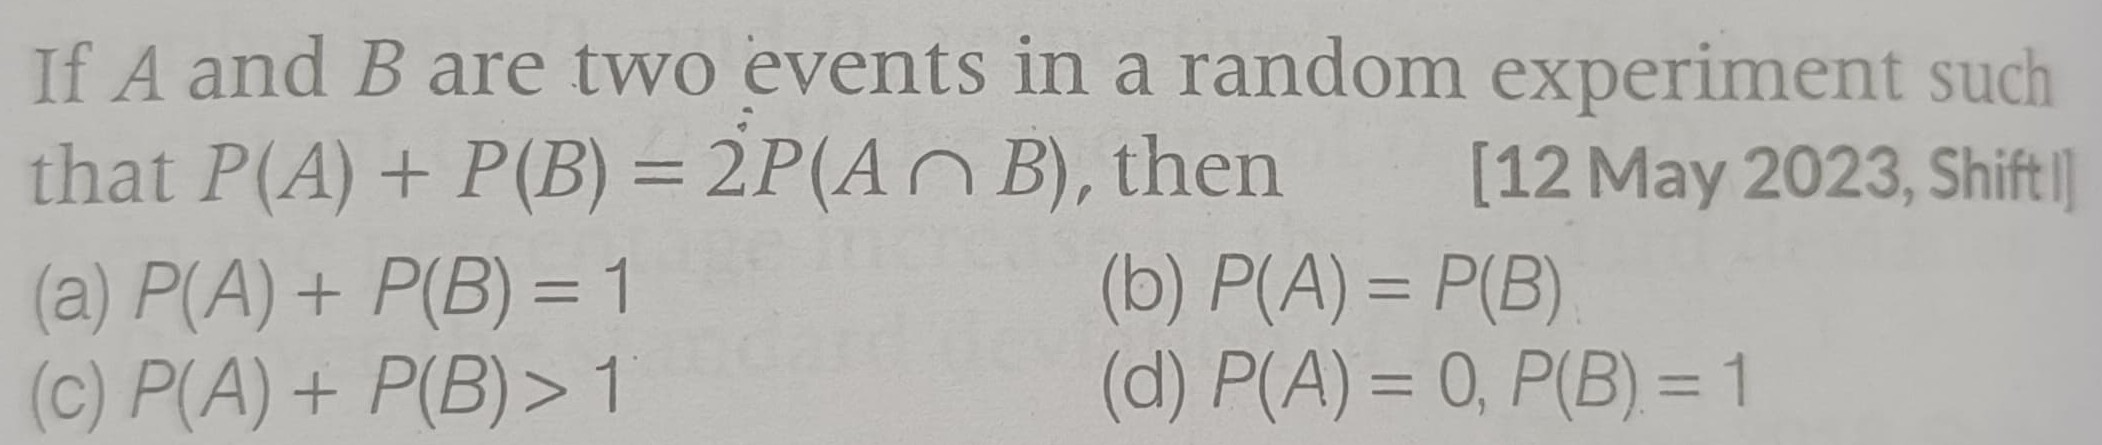 If A and B are two events in a random experiment such
that P(A) + P(B) = 2P(A ∩ B), then [12 May 2023, Shift I]
(a) P(A) + P(B) = 1 (b) P(A) = P(B)
(c) P(A) + P(B) > 1 (d) P(A) = 0, P(B) = 1